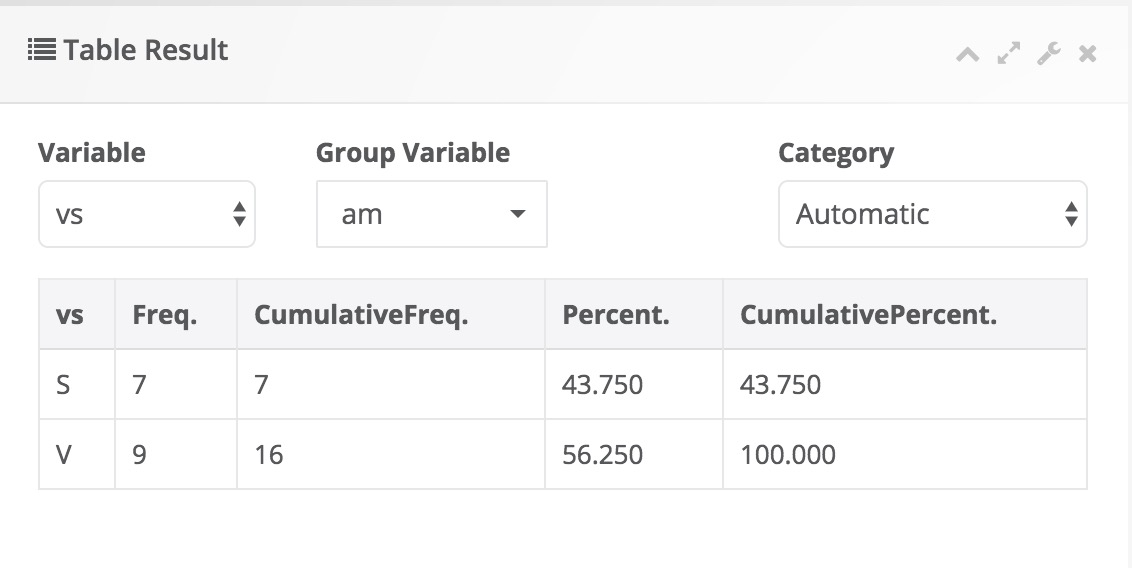 Table Result
Variable Group Variable Category
vs am Automatic
vs Freq. CumulativeFreq. Percent. CumulativePercent.
S 7 7 43.750 43.750
V 9 16 56.250 100.000